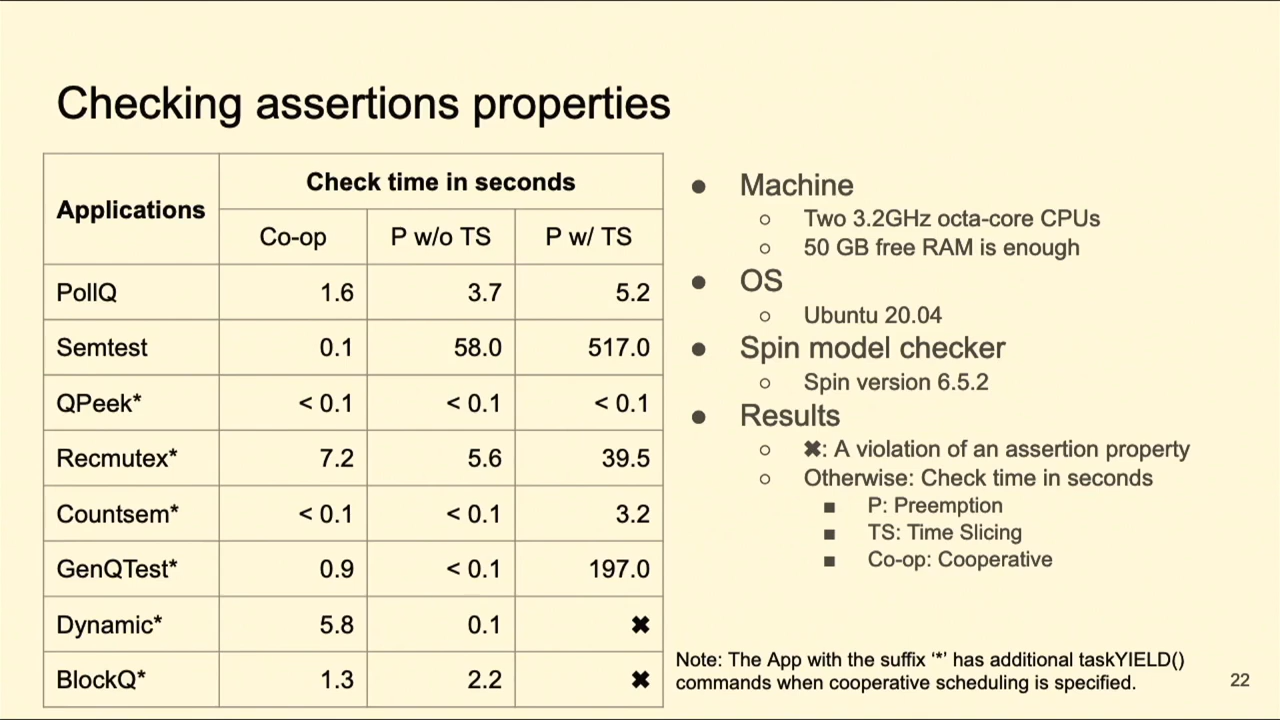 Checking assertions properties
Applications
Check time in seconds
Co-op P w/o TS P w/ TS
PollQ 1.6 3.7 5.2
Semtest 0.1 58.0 517.0
QPeek* < 0.1 < 0.1 < 0.1
Recmutex* 7.2 5.6 39.5
Countsem* < 0.1 < 0.1 3.2
GenQTest* 0.9 < 0.1 197.0
Dynamic* 5.8 0.1 ✖
BlockQ* 1.3 2.2 ✖
● Machine
○ Two 3.2GHz octa-core CPUs
○ 50 GB free RAM is enough
● OS
○ Ubuntu 20.04
● Spin model checker
○ Spin version 6.5.2
● Results
○ ✖: A violation of an assertion property
○ Otherwise: Check time in seconds
■ P: Preemption
■ TS: Time Slicing
■ Co-op: Cooperative
Note: The App with the suffix ‘*’ has additional taskYIELD()
commands when cooperative scheduling is specified.
22